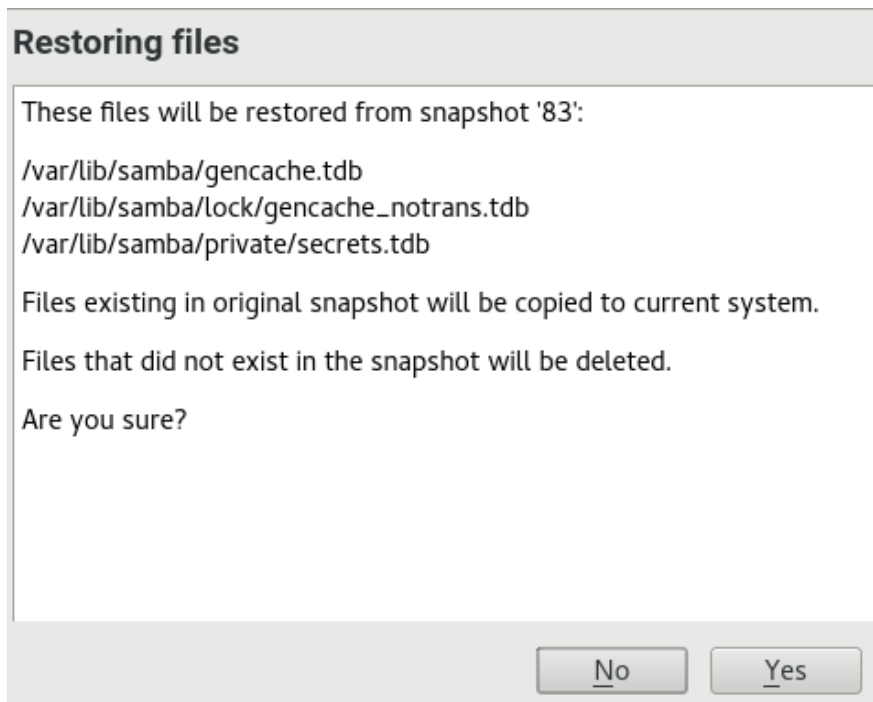 Restoring files
These files will be restored from snapshot '83':
/var/lib/samba/gencache.tdb
/var/lib/samba/lock/gencache_notrans.tdb
/var/lib/samba/private/secrets.tdb
Files existing in original snapshot will be copied to current system.
Files that did not exist in the snapshot will be deleted.
Are you sure?
No
Yes